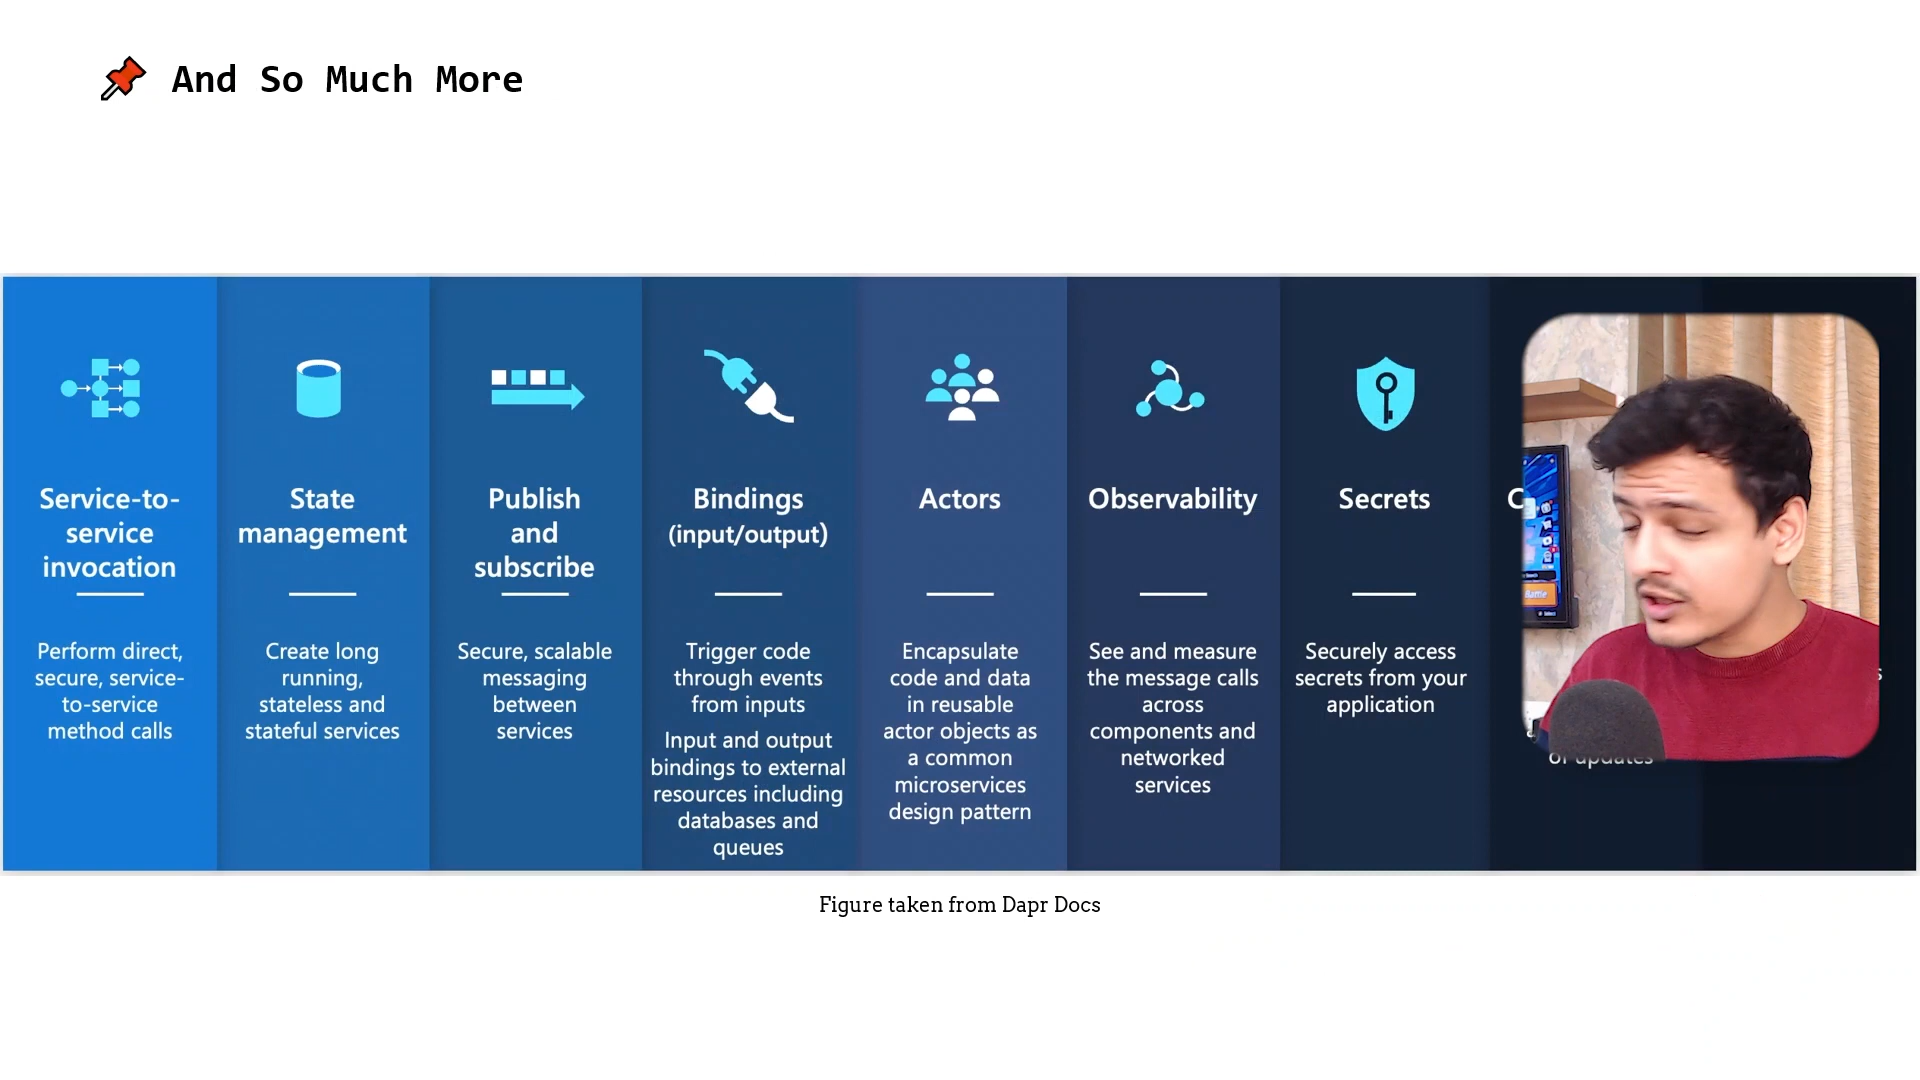 And So Much More
Service-to-
service
invocation
Perform direct,
secure, service-
to-service
method calls
State
management
Create long
running,
stateless and
stateful services
Publish
and
subscribe
Secure, scalable
messaging
between
services
Bindings
(input/output)
Trigger code
through events
from inputs
Input and output
bindings to external
resources including
databases and
queues
Actors
Encapsulate
code and data
in reusable
actor objects as
a common
microservices
design pattern
Observability
See and measure
the message calls
across
components and
networked
services
Secrets
Securely access
secrets from your
application
of updates
Figure taken from Dapr Docs